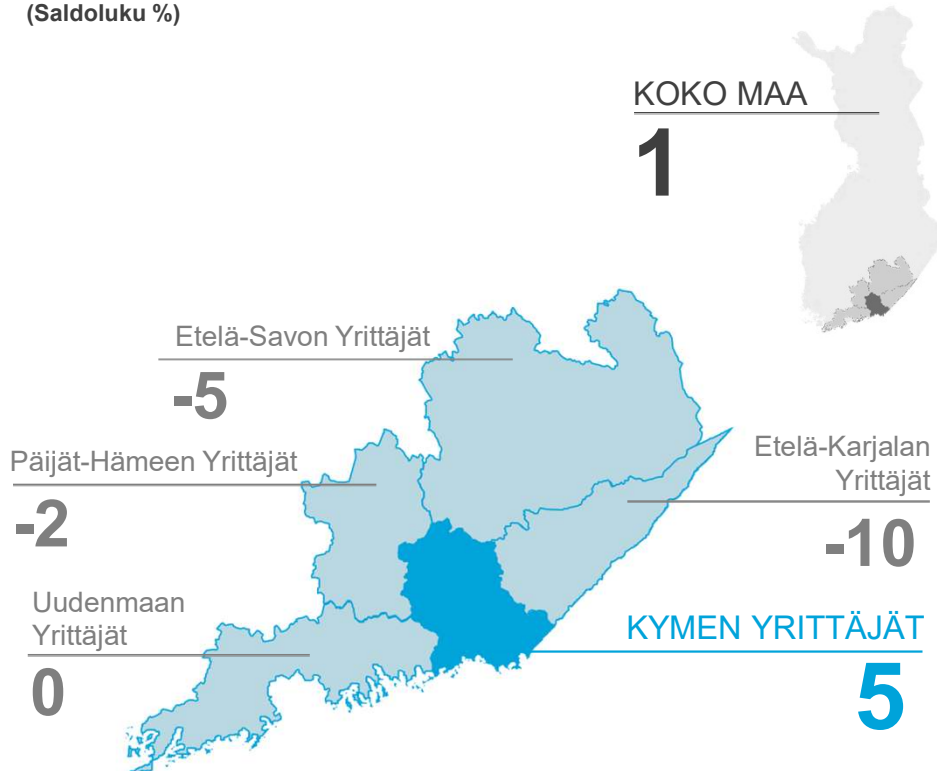 (Saldoluku %)
KOKO MAA
1
Etelä-Savon Yrittäjät
-5
Päijät-Hämeen Yrittäjät
-2
Etelä-Karjalan
Yrittäjät
-10
Uudenmaan
Yrittäjät
0
KYMEN YRITTÄJÄT
5